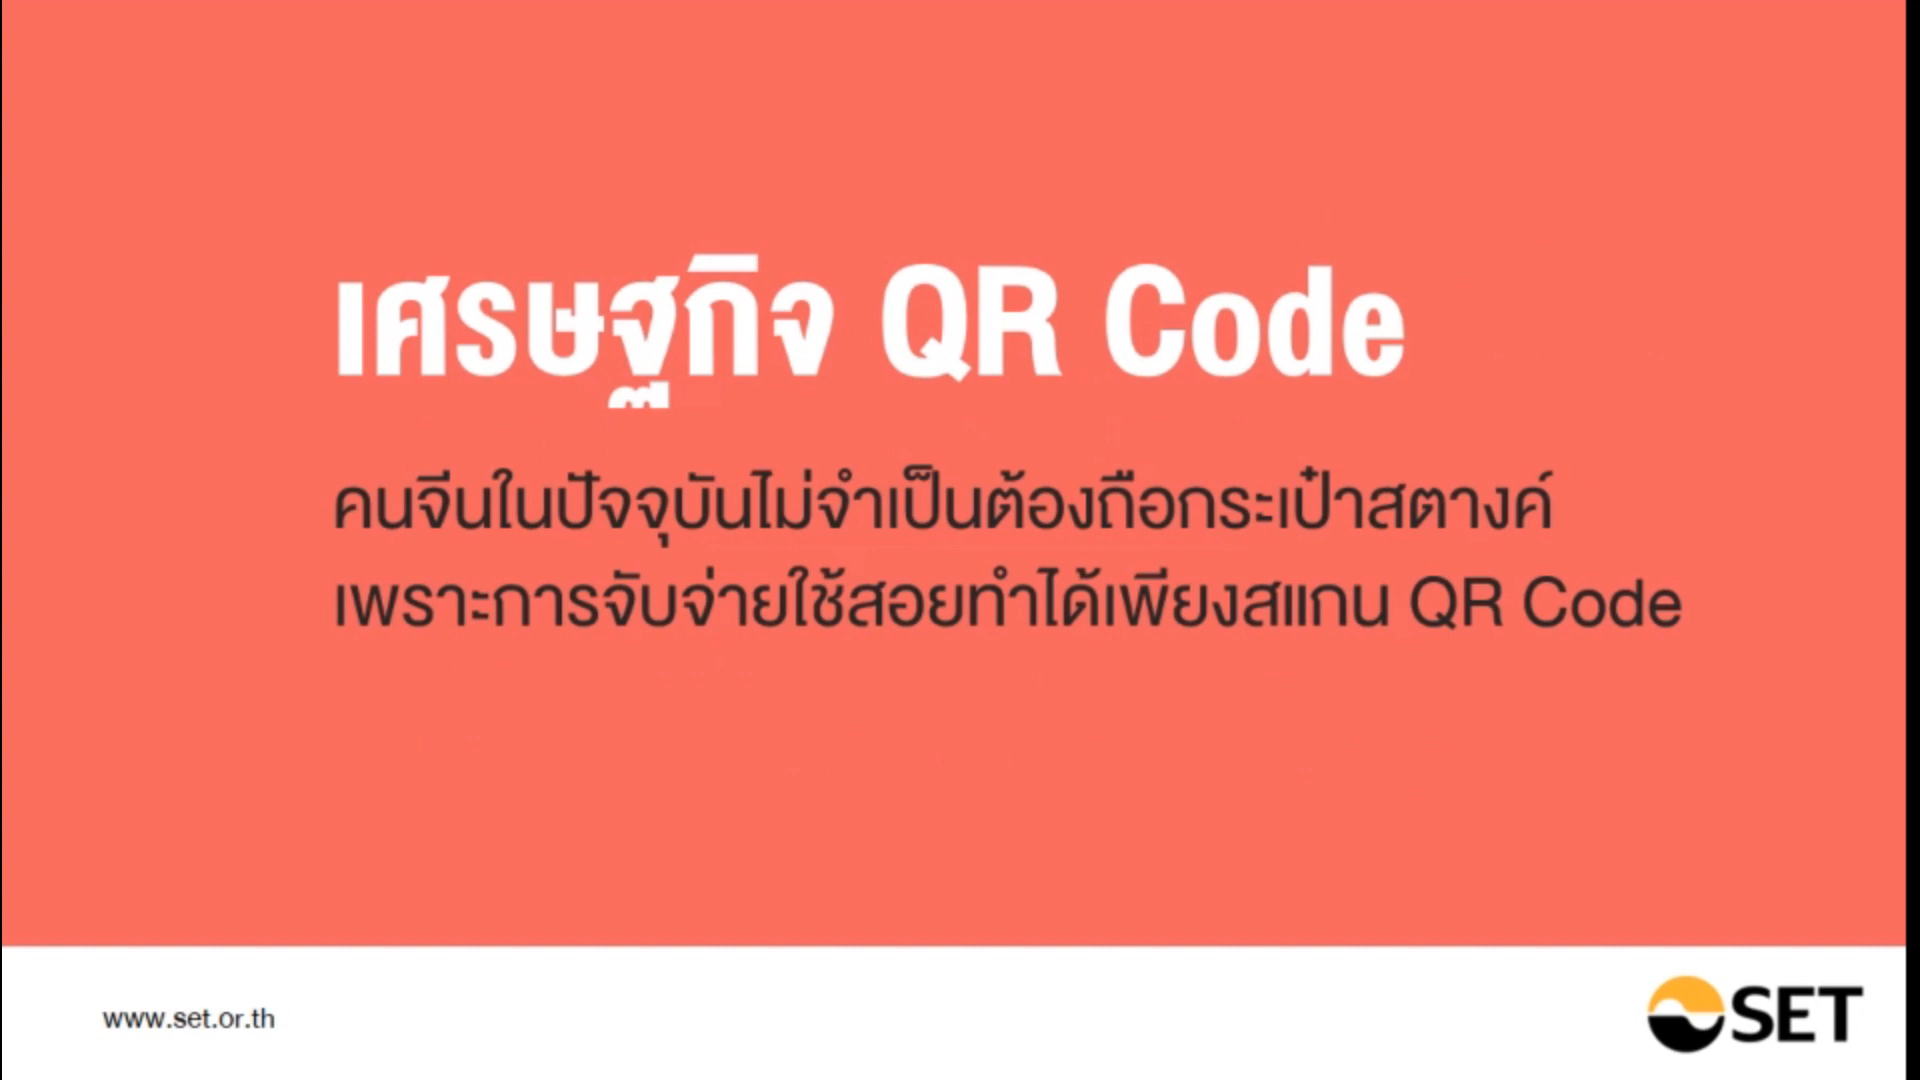 เศรษฐกิจ QR Code
คนจีนในปัจจุบันไม่จำเป็นต้องถือกระเป๋าสตางค์
เพราะการจับจ่ายใช้สอยทำได้เพียงสแกน QR Code
www.set.or.th
SET